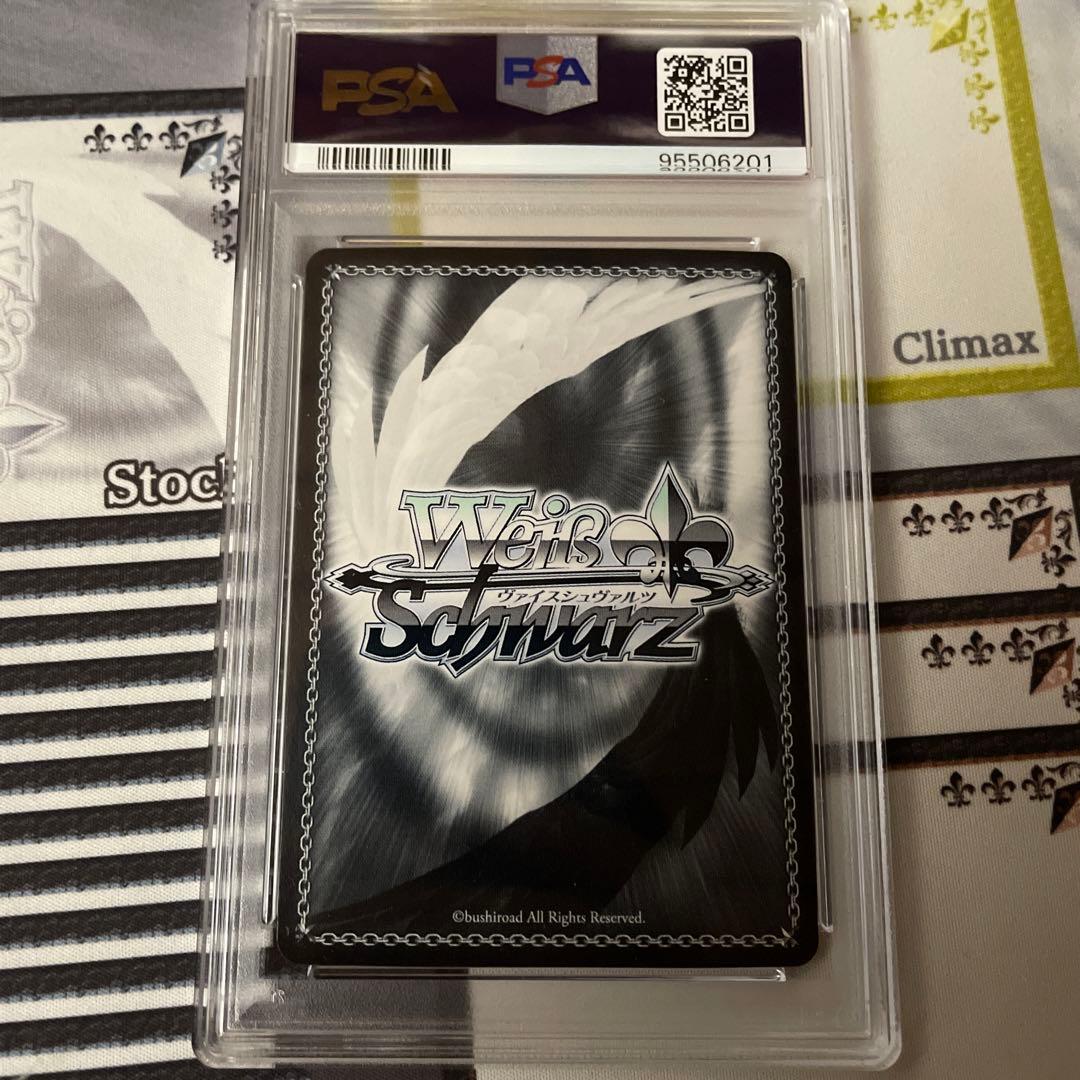 PSA
PSA
95506201
Climax
Stock
Weiß
ヴァイスシュヴァルツ
Schwarz
©bushiroad All Rights Reserved.